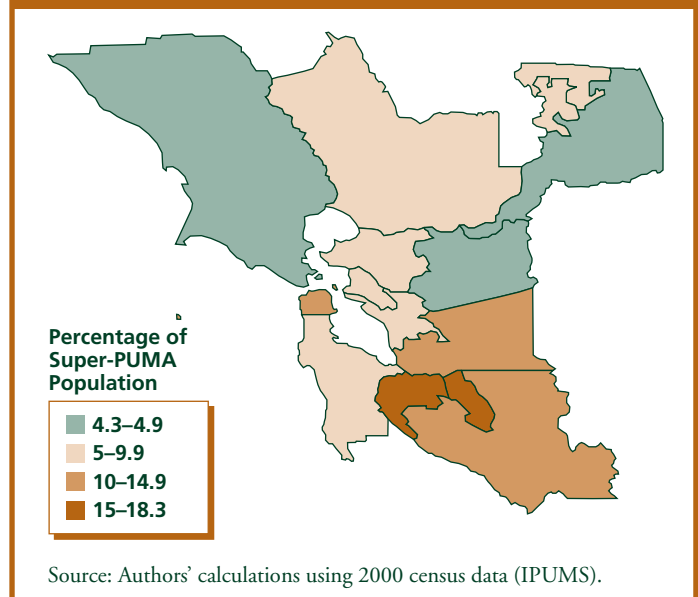 Percentage of
Super-PUMA
Population
4.3–4.9
5–9.9
10–14.9
15–18.3
Source: Authors’ calculations using 2000 census data (IPUMS).